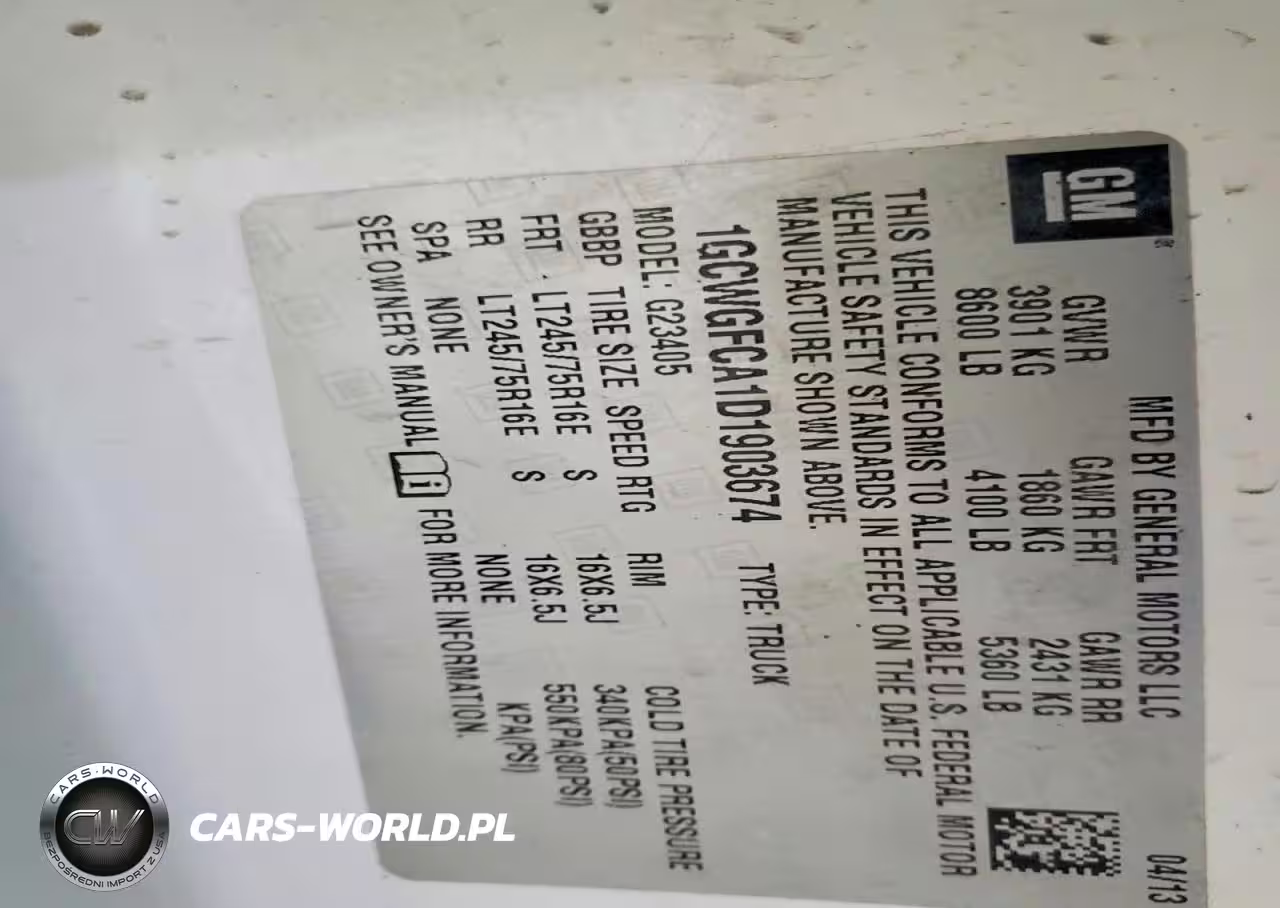 GM
MFD BY GENERAL MOTORS LLC 04/13
GVWR GAWR FRT GAWR RR
3901 KG 1860 KG 2431 KG
8600 LB 4100 LB 5360 LB
THIS VEHICLE CONFORMS TO ALL APPLICABLE U.S. FEDERAL MOTOR
VEHICLE SAFETY STANDARDS IN EFFECT ON THE DATE OF
MANUFACTURE SHOWN ABOVE.
1GCWGFCA1D1903674 TYPE: TRUCK
MODEL: G23405
GBBP TIRE SIZE SPEED RTG RIM COLD TIRE PRESSURE
FRT LT245/75R16E S 16X6.5J 340KPA(50PSI)
RR LT245/75R16E S 16X6.5J 550KPA(80PSI)
SPA NONE NONE KPA(PSI)
SEE OWNER'S MANUAL FOR MORE INFORMATION.
CARS-WORLD
CW
BEZPOŚREDNI IMPORT Z USA
CARS-WORLD.PL